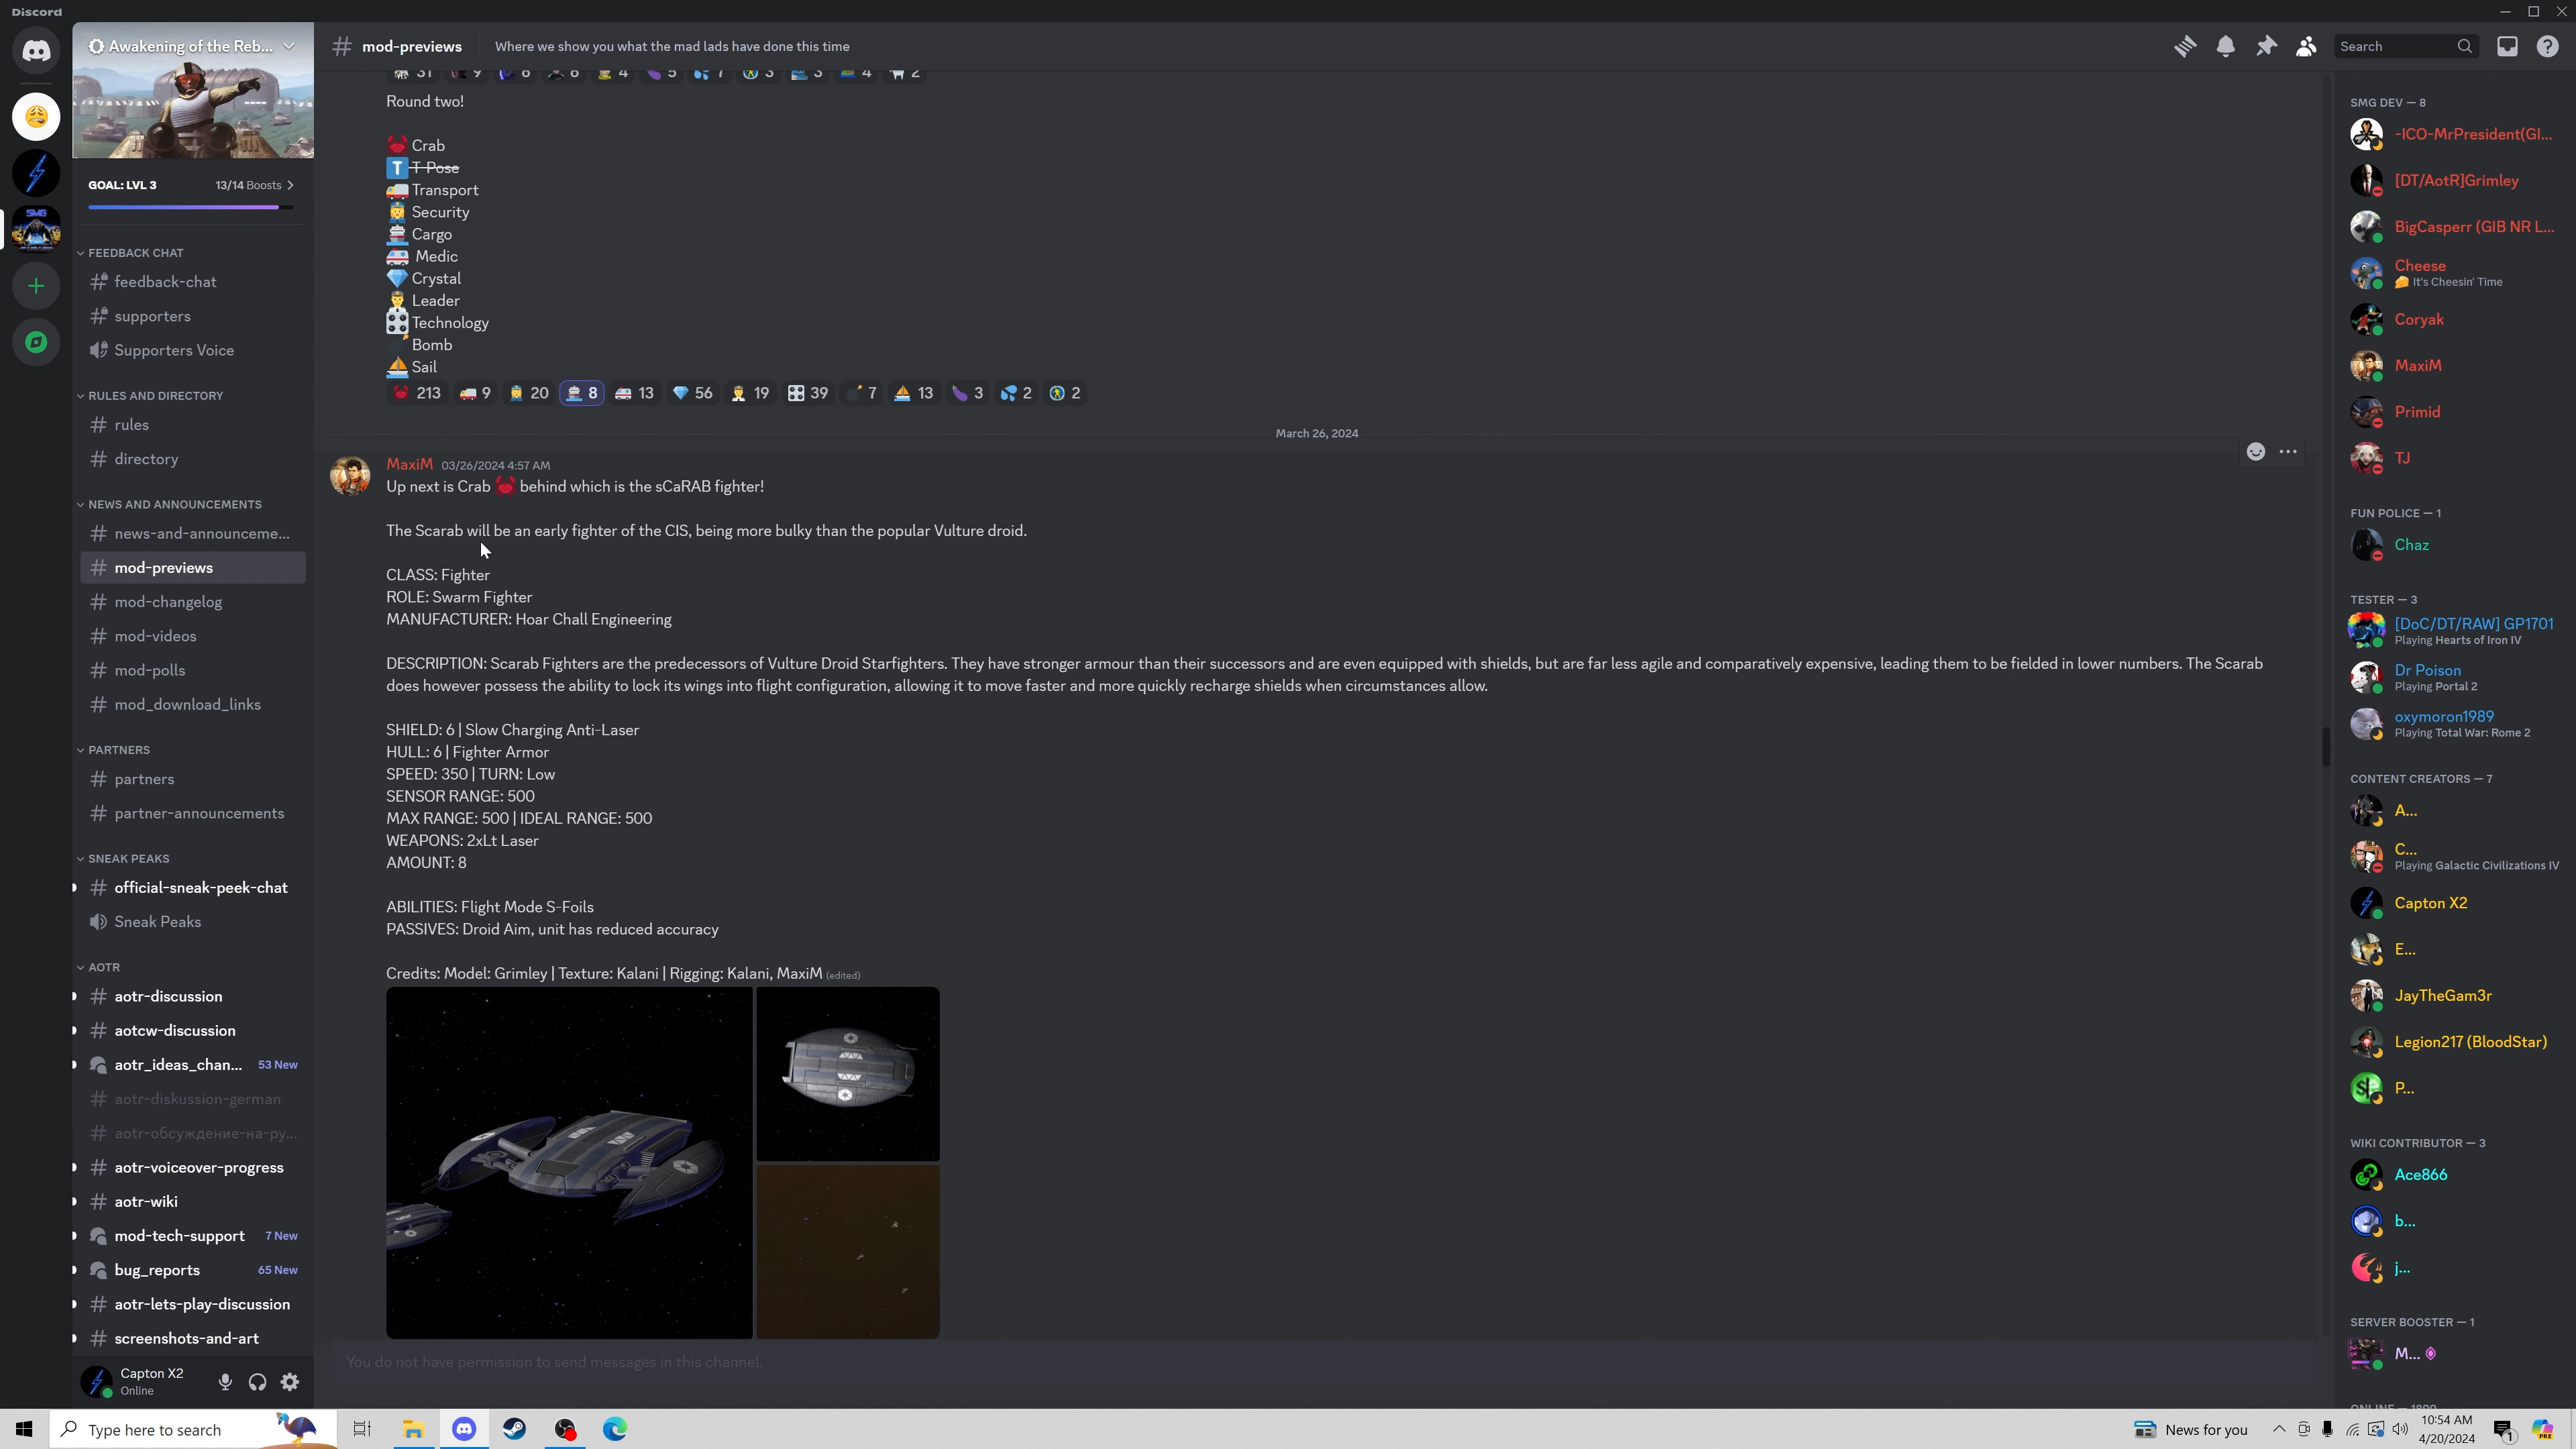 Discord
Awakening of the Reb...
GOAL: LVL 3
13/14 Boosts
FEEDBACK CHAT
feedback-chat
supporters
Supporters Voice
RULES AND DIRECTORY
rules
directory
NEWS AND ANNOUNCEMENTS
news-and-announceme...
mod-previews
mod-changelog
mod-videos
mod-polls
mod_download_links
PARTNERS
partners
partner-announcements
SNEAK PEAKS
official-sneak-peek-chat
Sneak Peaks
AOTR
aotr-discussion
aotcw-discussion
aotr_ideas_chan... 53 New
aotr-diskussion-german
aotr-обсуждение-на-ру...
aotr-voiceover-progress
aotr-wiki
mod-tech-support 7 New
bug_reports 65 New
aotr-lets-play-discussion
screenshots-and-art
Capton X2
Online
mod-previews
Where we show you what the mad lads have done this time
Search
31 9 6 6 4 5 7 3 3 4 2
Round two!
Crab
T T-Pose
Transport
Security
Cargo
Medic
Crystal
Leader
Technology
Bomb
Sail
213 9 20 8 13 56 19 39 7 13 3 2 2
March 26, 2024
MaxiM 03/26/2024 4:57 AM
Up next is Crab behind which is the sCaRAB fighter!
The Scarab will be an early fighter of the CIS, being more bulky than the popular Vulture droid.
CLASS: Fighter
ROLE: Swarm Fighter
MANUFACTURER: Hoar Chall Engineering
DESCRIPTION: Scarab Fighters are the predecessors of Vulture Droid Starfighters. They have stronger armour than their successors and are even equipped with shields, but are far less agile and comparatively expensive, leading them to be fielded in lower numbers. The Scarab
does however possess the ability to lock its wings into flight configuration, allowing it to move faster and more quickly recharge shields when circumstances allow.
SHIELD: 6 | Slow Charging Anti-Laser
HULL: 6 | Fighter Armor
SPEED: 350 | TURN: Low
SENSOR RANGE: 500
MAX RANGE: 500 | IDEAL RANGE: 500
WEAPONS: 2xLt Laser
AMOUNT: 8
ABILITIES: Flight Mode S-Foils
PASSIVES: Droid Aim, unit has reduced accuracy
Credits: Model: Grimley | Texture: Kalani | Rigging: Kalani, MaxiM (edited)
You do not have permission to send messages in this channel.
SMG DEV — 8
-ICO-MrPresident(GI...
[DT/AotR]Grimley
BigCasperr (GIB NR L...
Cheese
It's Cheesin' Time
Coryak
MaxiM
Primid
TJ
FUN POLICE — 1
Chaz
TESTER — 3
[DoC/DT/RAW] GP1701
Playing Hearts of Iron IV
Dr Poison
Playing Portal 2
oxymoron1989
Playing Total War: Rome 2
CONTENT CREATORS — 7
A...
C...
Playing Galactic Civilizations IV
Capton X2
E...
JayTheGam3r
Legion217 (BloodStar)
P...
WIKI CONTRIBUTOR — 3
Ace866
b...
j...
SERVER BOOSTER — 1
M...
Type here to search
News for you
10:54 AM
4/20/2024
1
PRE